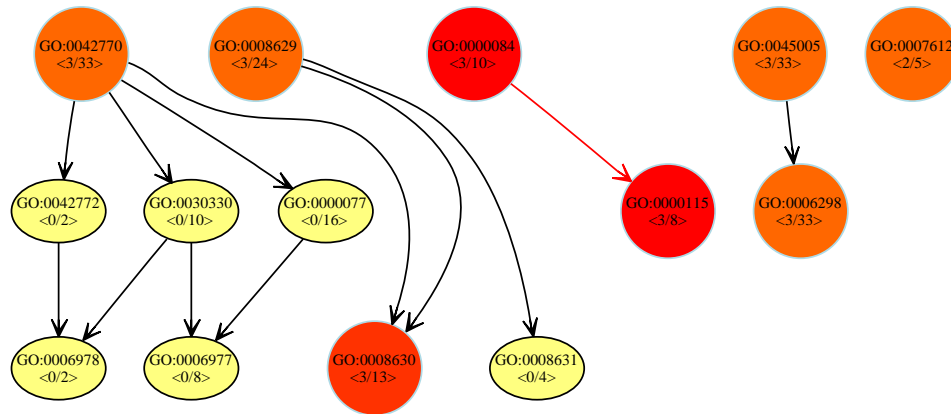 GO:0042770
<3/33>
GO:0008629
<3/24>
GO:0000084
<3/10>
GO:0045005
<3/33>
GO:0007612
<2/5>
GO:0042772
<0/2>
GO:0030330
<0/10>
GO:0000077
<0/16>
GO:0000115
<3/8>
GO:0006298
<3/33>
GO:0006978
<0/2>
GO:0006977
<0/8>
GO:0008630
<3/13>
GO:0008631
<0/4>